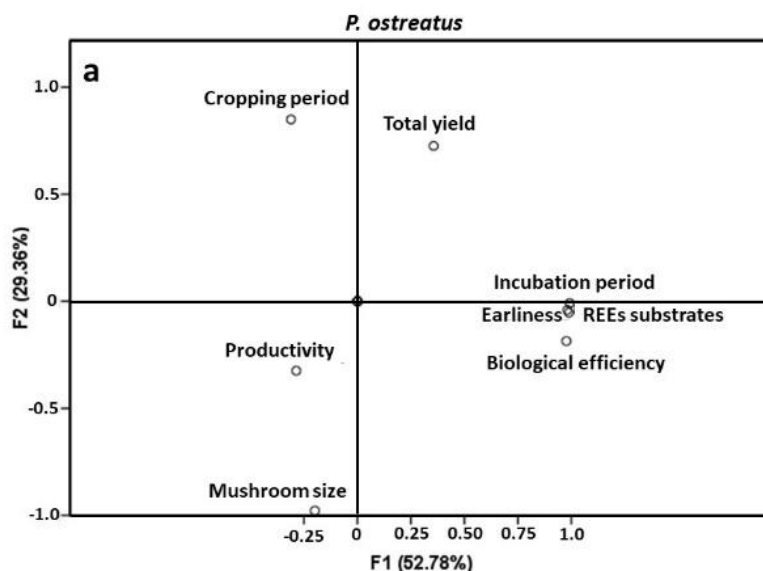 P. ostreatus
a
1.0
Cropping period
Total yield
0.5
Incubation period
0
Earliness REEs substrates
Productivity
Biological efficiency
-0.5
Mushroom size
-1.0
-0.25 0 0.25 0.50 0.75 1.0
F1 (52.78%)
F2 (29.36%)